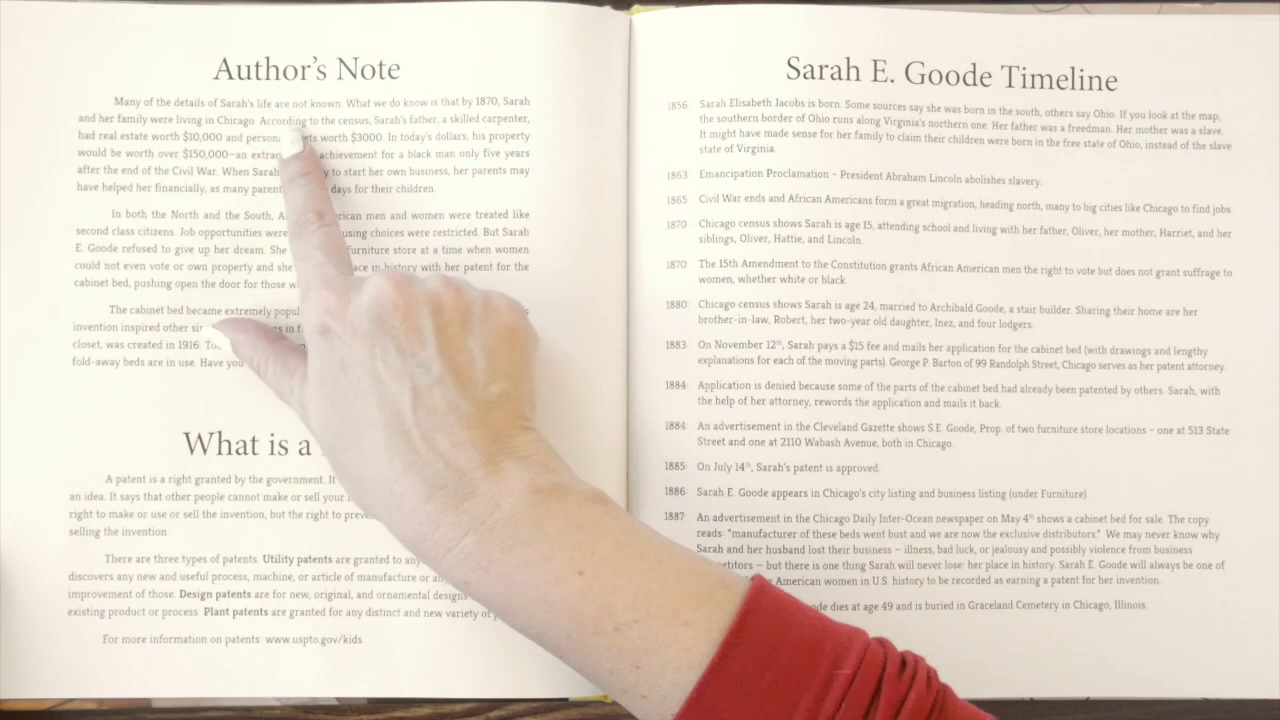 Author's Note
Many of the details of Sarah's life are not known. What we do know is that by 1870, Sarah
and her family were living in Chicago. According to the census, Sarah's father, a skilled carpenter,
had real estate worth $10,000 and worth $3000. In today's dollars, his property
would be worth over $150,000—an achievement for a black man only five years
after the end of the Civil War. When Sarah to start her own business, her parents may
have helped her financially, as many days for their children.
In both the North and the South, men and women were treated like
second class citizens. Job opportunities were choices were restricted. But Sarah
E. Goode refused to give up her dream. She furniture store at a time when women
could not even vote or own property and she in history with her patent for the
cabinet bed, pushing open the door for those
The cabinet bed became extremely
invention inspired other in
closet, was created in 1916.
fold-away beds are in use. Have you
What is a
A patent is a right granted by the government. It
an idea. It says that other people cannot make or sell your
right to make or use or sell the invention, but the right to
selling the invention.
There are three types of patents. Utility patents are granted to
discovers any new and useful process, machine, or article of manufacture or
improvement of those. Design patents are for new, original, and ornamental designs
existing product or process. Plant patents are granted for any distinct and new variety of
For more information on patents: www.uspto.gov/kids
Sarah E. Goode Timeline
1856 Sarah Elisabeth Jacobs is born. Some sources say she was born in the south, others say Ohio. If you look at the map,
the southern border of Ohio runs along Virginia's northern one. Her father was a freedman. Her mother was a slave.
It might have made sense for her family to claim their children were born in the free state of Ohio, instead of the slave
state of Virginia.
1863 Emancipation Proclamation – President Abraham Lincoln abolishes slavery.
1865 Civil War ends and African Americans form a great migration, heading north, many to big cities like Chicago to find jobs.
1870: Chicago census shows Sarah is age 15, attending school and living with her father, Oliver, her mother, Harriet, and her
siblings, Oliver, Hattie, and Lincoln.
1870: The 15th Amendment to the Constitution grants African American men the right to vote but does not grant suffrage to
women, whether white or black.
1880: Chicago census shows Sarah is age 24, married to Archibald Goode, a stair builder. Sharing their home are her
brother-in-law, Robert, her two-year old daughter, Inez, and four lodgers.
1883: On November 12th, Sarah pays a $15 fee and mails her application for the cabinet bed (with drawings and lengthy
explanations for each of the moving parts). George P. Barton of 99 Randolph Street, Chicago serves as her patent attorney.
1884: Application is denied because some of the parts of the cabinet bed had already been patented by others. Sarah, with
the help of her attorney, rewords the application and mails it back.
1884: An advertisement in the Cleveland Gazette shows S.E. Goode, Prop. of two furniture store locations – one at 513 State
Street and one at 2110 Wabash Avenue, both in Chicago.
1885: On July 14th, Sarah's patent is approved.
1886: Sarah E. Goode appears in Chicago's city listing and business listing (under Furniture).
1887: An advertisement in the Chicago Daily Inter-Ocean newspaper on May 4th shows a cabinet bed for sale. The copy
reads: "manufacturer of these beds went bust and we are now the exclusive distributors." We may never know why
Sarah and her husband lost their business – illness, bad luck, or jealousy and possibly violence from business
– but there is one thing Sarah will never lose: her place in history. Sarah E. Goode will always be one of
American women in U.S. history to be recorded as earning a patent for her invention.
dies at age 49 and is buried in Graceland Cemetery in Chicago, Illinois.